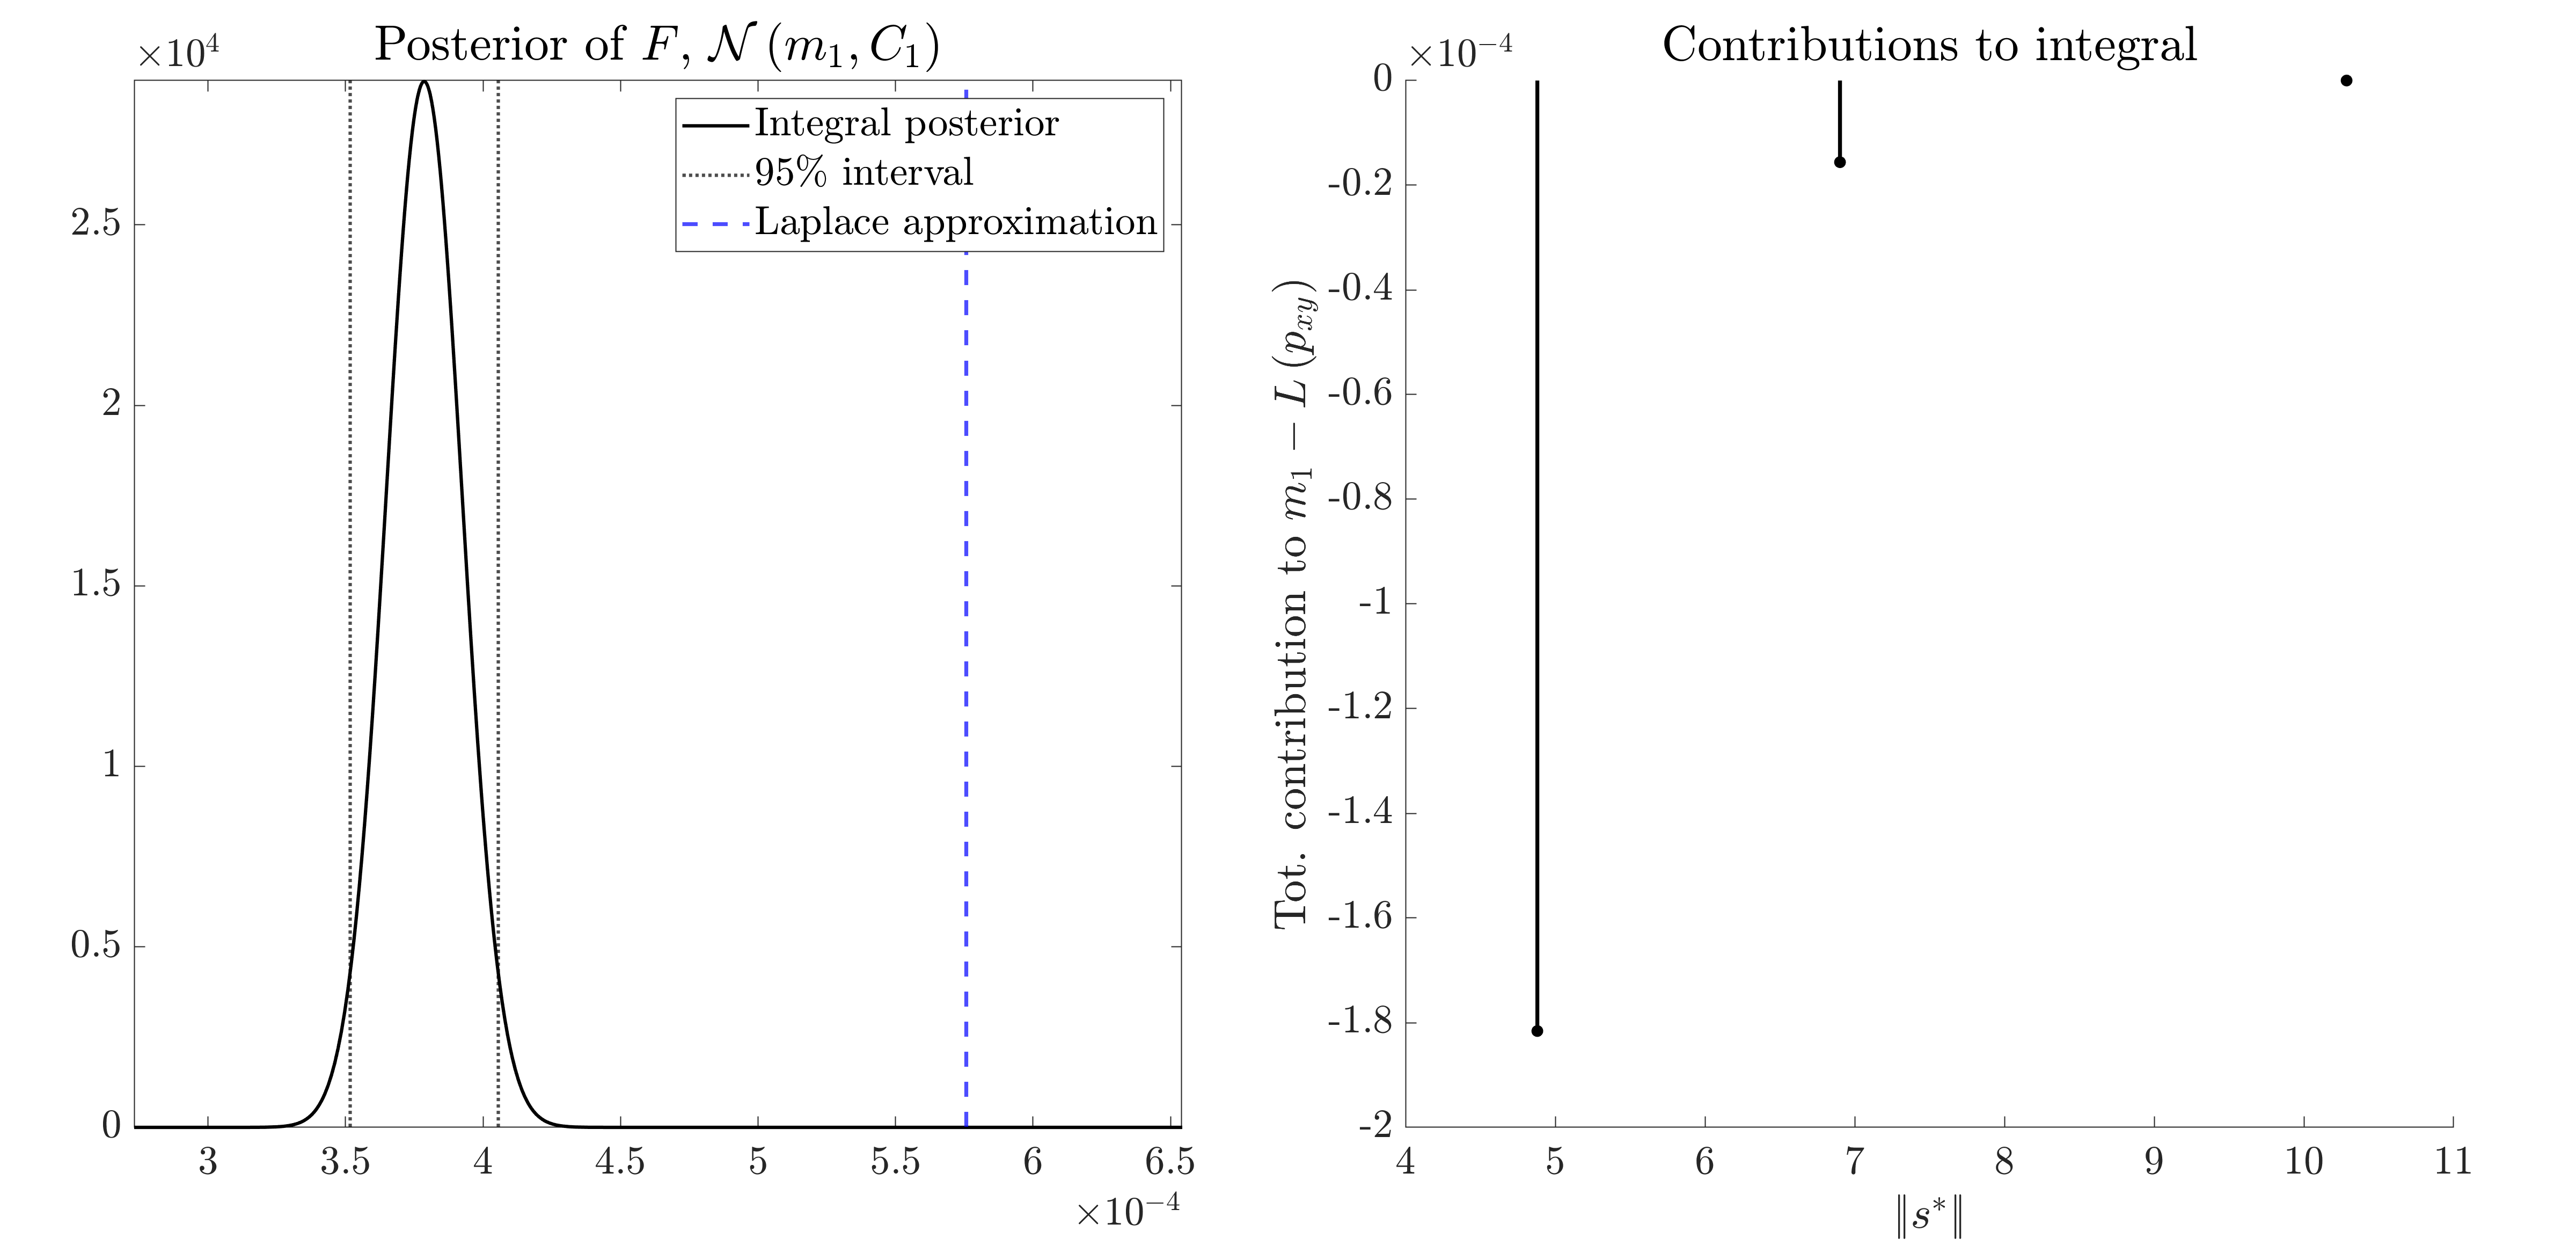 Posterior of F, 𝒩(m₁, C₁)
×10⁴
2.5
2
1.5
1
0.5
0
3 3.5 4 4.5 5 5.5 6 6.5
×10⁻⁴
Integral posterior
95% interval
Laplace approximation
Contributions to integral
×10⁻⁴
0
-0.2
-0.4
-0.6
-0.8
-1
-1.2
-1.4
-1.6
-1.8
-2
4 5 6 7 8 9 10 11
Tot. contribution to m₁ − L(p_{xy})
‖s*‖